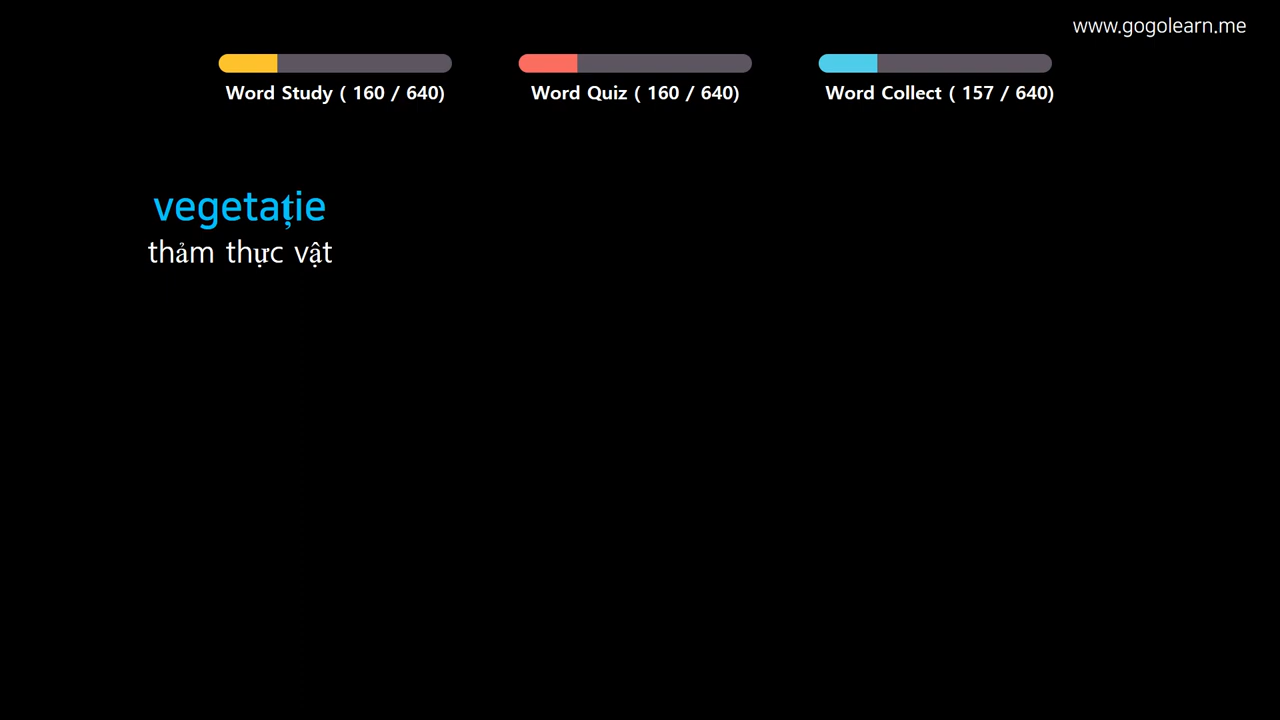 www.gogolearn.me
Word Study ( 160 / 640)
Word Quiz ( 160 / 640)
Word Collect ( 157 / 640)
vegetație
thảm thực vật